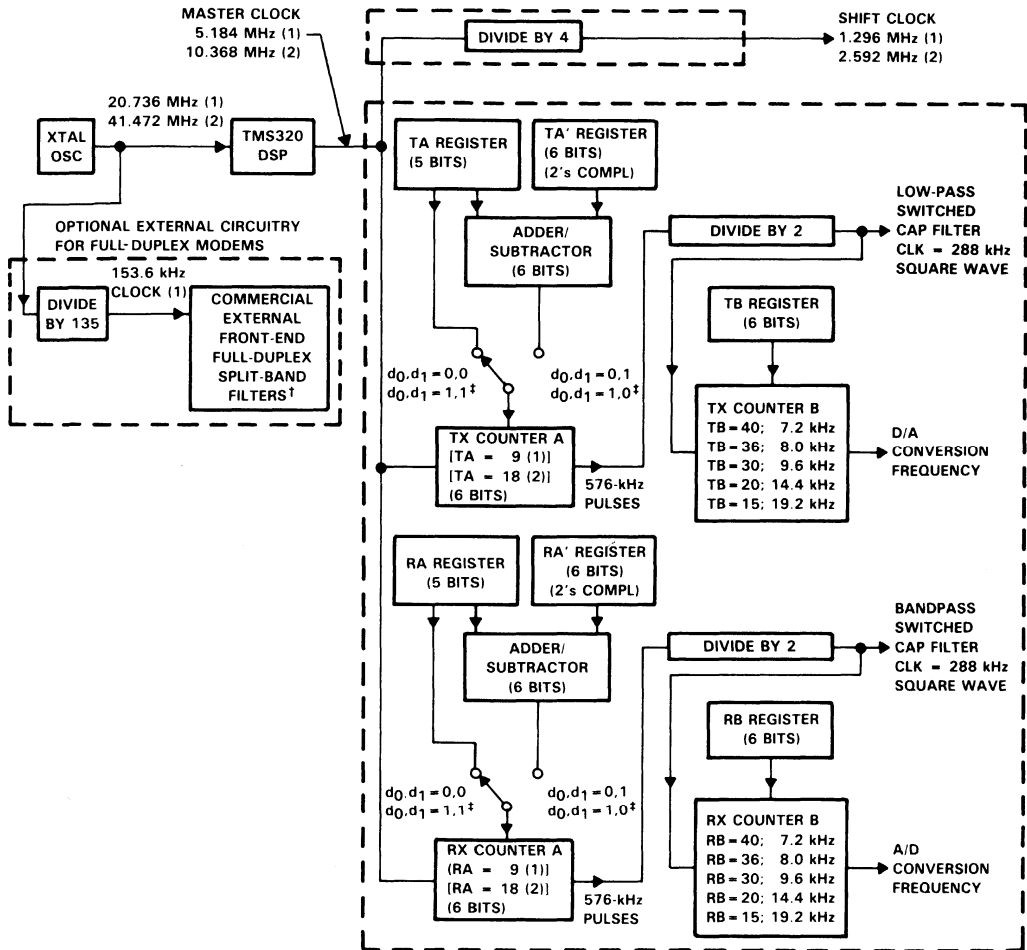 MASTER CLOCK
5.184 MHz (1)
10.368 MHz (2)
DIVIDE BY 4
SHIFT CLOCK
1.296 MHz (1)
2.592 MHz (2)
20.736 MHz (1)
41.472 MHz (2)
XTAL
OSC
TMS320
DSP
OPTIONAL EXTERNAL CIRCUITRY
FOR FULL-DUPLEX MODEMS
153.6 kHz
CLOCK (1)
DIVIDE
BY 135
COMMERCIAL
EXTERNAL
FRONT-END
FULL-DUPLEX
SPLIT-BAND
FILTERS†
TA REGISTER
(5 BITS)
TA' REGISTER
(6 BITS)
(2's COMPL)
ADDER/
SUBTRACTOR
(6 BITS)
DIVIDE BY 2
LOW-PASS
SWITCHED
CAP FILTER
CLK = 288 kHz
SQUARE WAVE
TB REGISTER
(6 BITS)
d0,d1 = 0,0
d0,d1 = 1,1‡
d0,d1 = 0,1
d0,d1 = 1,0‡
TX COUNTER A
[TA = 9 (1)]
[TA = 18 (2)]
(6 BITS)
576-kHz
PULSES
TX COUNTER B
TB = 40; 7.2 kHz
TB = 36; 8.0 kHz
TB = 30; 9.6 kHz
TB = 20; 14.4 kHz
TB = 15; 19.2 kHz
D/A
CONVERSION
FREQUENCY
RA REGISTER
(5 BITS)
RA' REGISTER
(6 BITS)
(2's COMPL)
ADDER/
SUBTRACTOR
(6 BITS)
DIVIDE BY 2
BANDPASS
SWITCHED
CAP FILTER
CLK = 288 kHz
SQUARE WAVE
RB REGISTER
(6 BITS)
d0,d1 = 0,0
d0,d1 = 1,1‡
d0,d1 = 0,1
d0,d1 = 1,0‡
RX COUNTER A
(RA = 9 (1)]
[RA = 18 (2)]
(6 BITS)
576-kHz
PULSES
RX COUNTER B
RB = 40; 7.2 kHz
RB = 36; 8.0 kHz
RB = 30; 9.6 kHz
RB = 20; 14.4 kHz
RB = 15; 19.2 kHz
A/D
CONVERSION
FREQUENCY